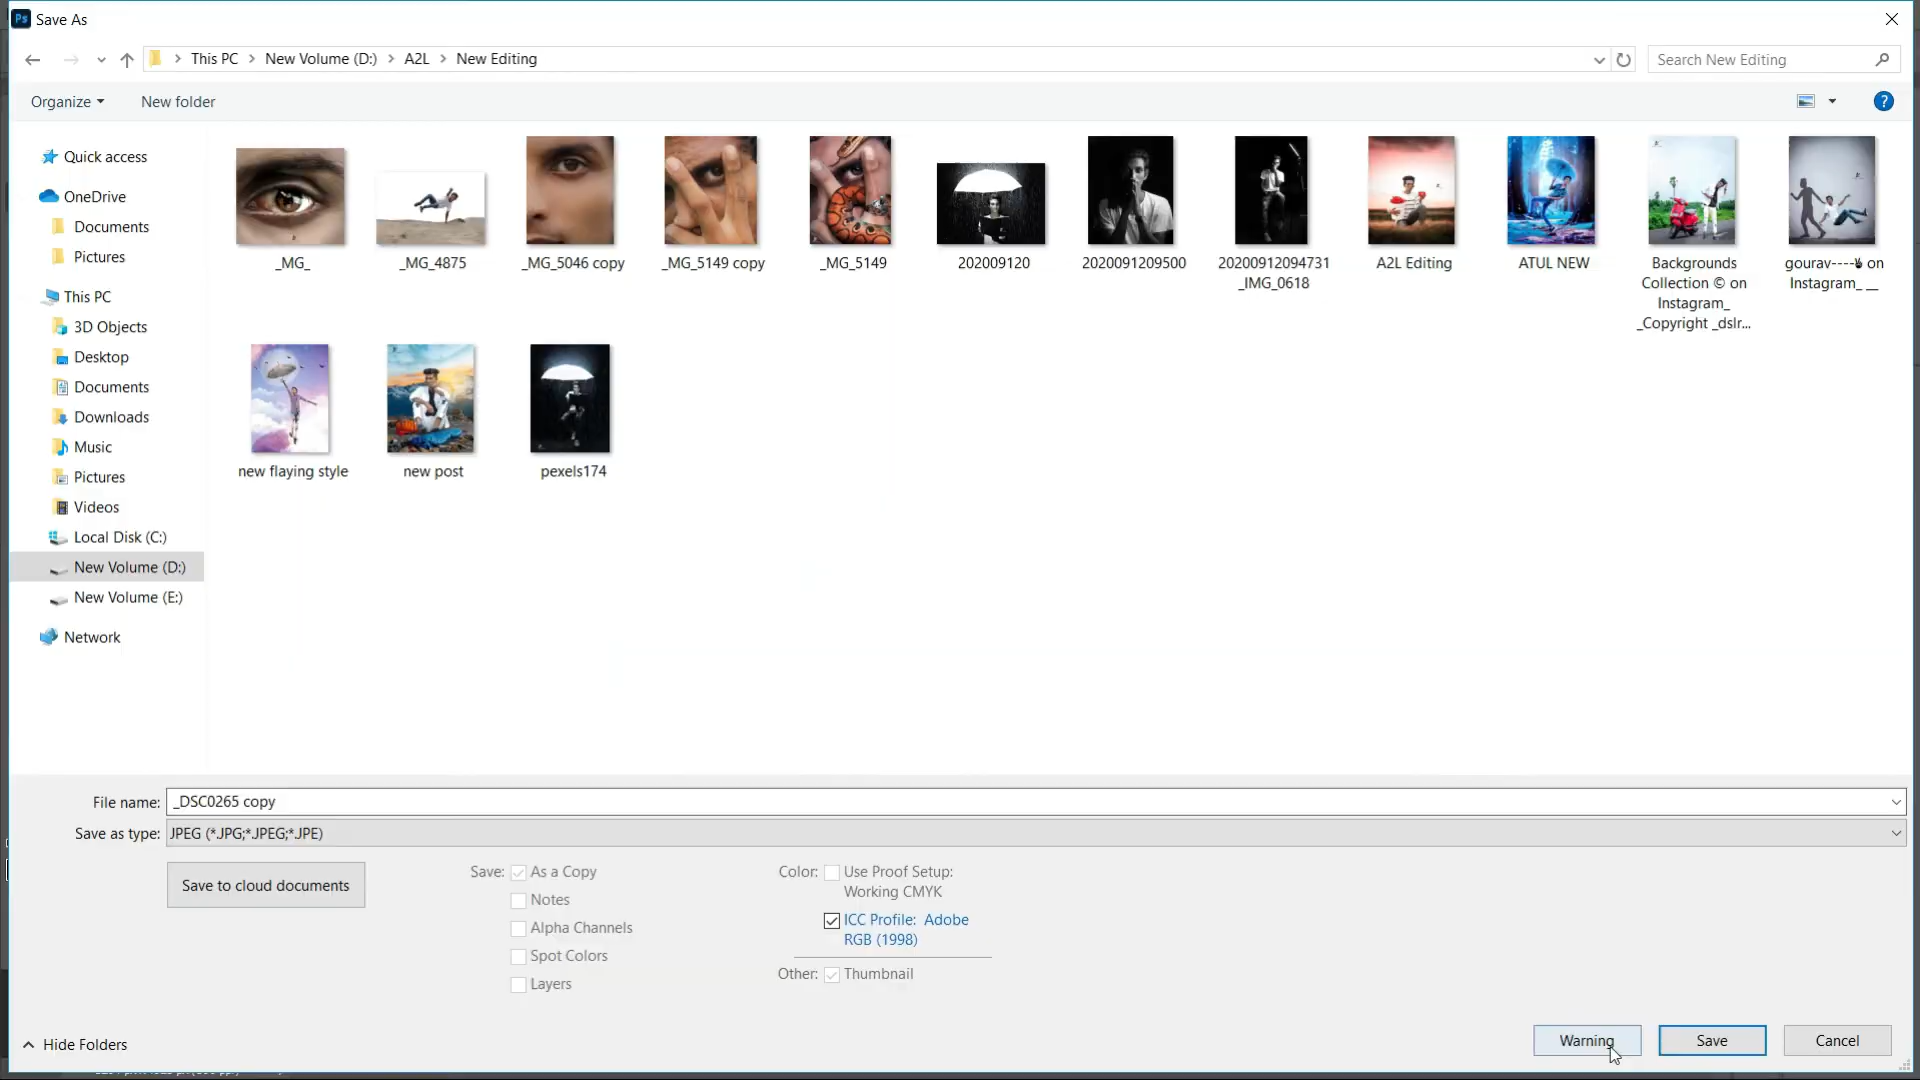 Ps Save As
This PC New Volume (D:) A2L New Editing
Search New Editing
Organize New folder
?
Quick access
OneDrive
Documents
Pictures
This PC
3D Objects
Desktop
Documents
Downloads
Music
Pictures
Videos
Local Disk (C:)
New Volume (D:)
New Volume (E:)
Network
_MG_
_MG_4875
_MG_5046 copy
_MG_5149 copy
_MG_5149
202009120
2020091209500
20200912094731
_IMG_0618
A2L Editing
ATUL NEW
Backgrounds
Collection © on
Instagram_
_Copyright _dslr...
gourav----✌ on
Instagram_ __
new flaying style
new post
pexels174
File name: _DSC0265 copy
Save as type: JPEG (*.JPG;*.JPEG;*.JPE)
Save to cloud documents
Save: As a Copy
Notes
Alpha Channels
Spot Colors
Layers
Color: Use Proof Setup:
Working CMYK
ICC Profile: Adobe
RGB (1998)
Other: Thumbnail
Hide Folders
Warning
Save
Cancel